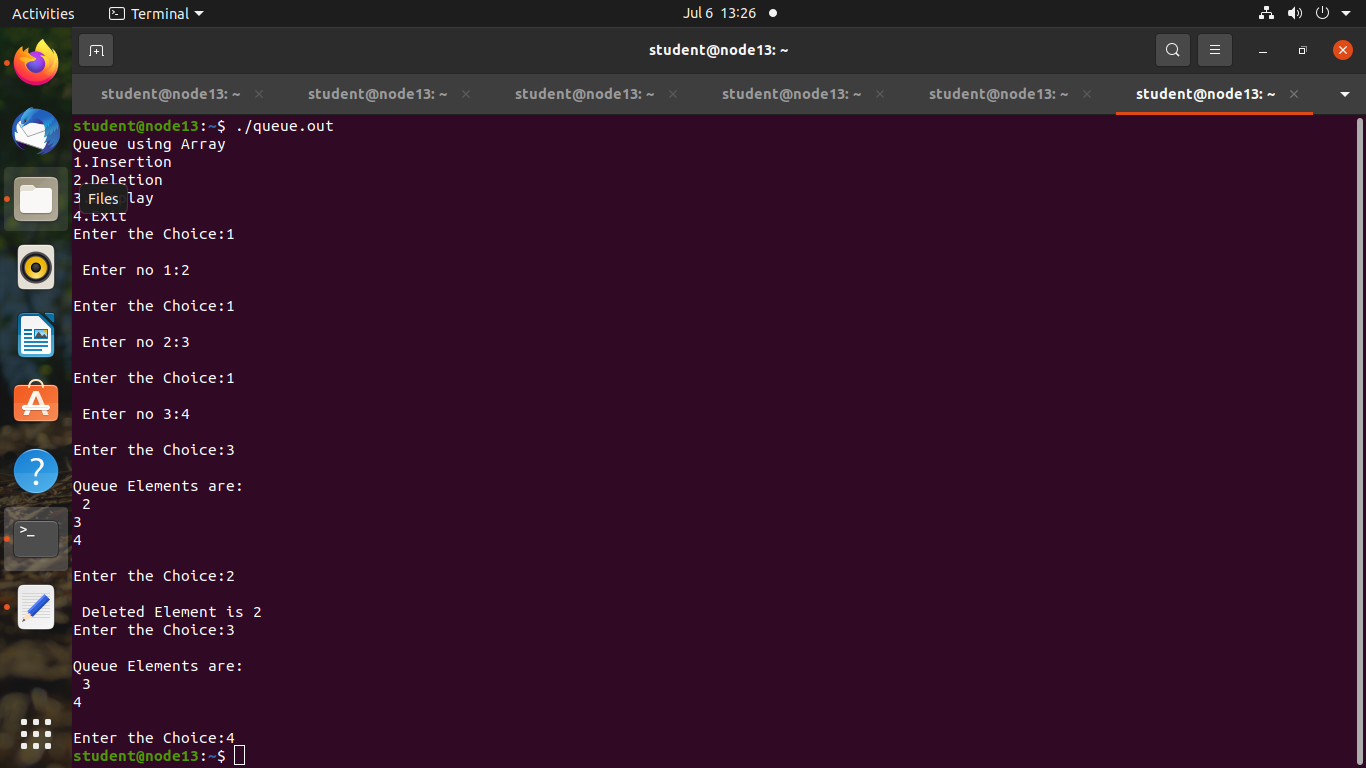 Activities Terminal Jul 6 13:26
student@node13: ~
student@node13: ~ student@node13: ~ student@node13: ~ student@node13: ~ student@node13: ~ student@node13: ~
student@node13:~$ ./queue.out
Queue using Array
1.Insertion
2.Deletion
3 lay
Files
4.Exit
Enter the Choice:1
Enter no 1:2
Enter the Choice:1
Enter no 2:3
Enter the Choice:1
Enter no 3:4
Enter the Choice:3
Queue Elements are:
2
3
4
Enter the Choice:2
Deleted Element is 2
Enter the Choice:3
Queue Elements are:
3
4
Enter the Choice:4
student@node13:~$